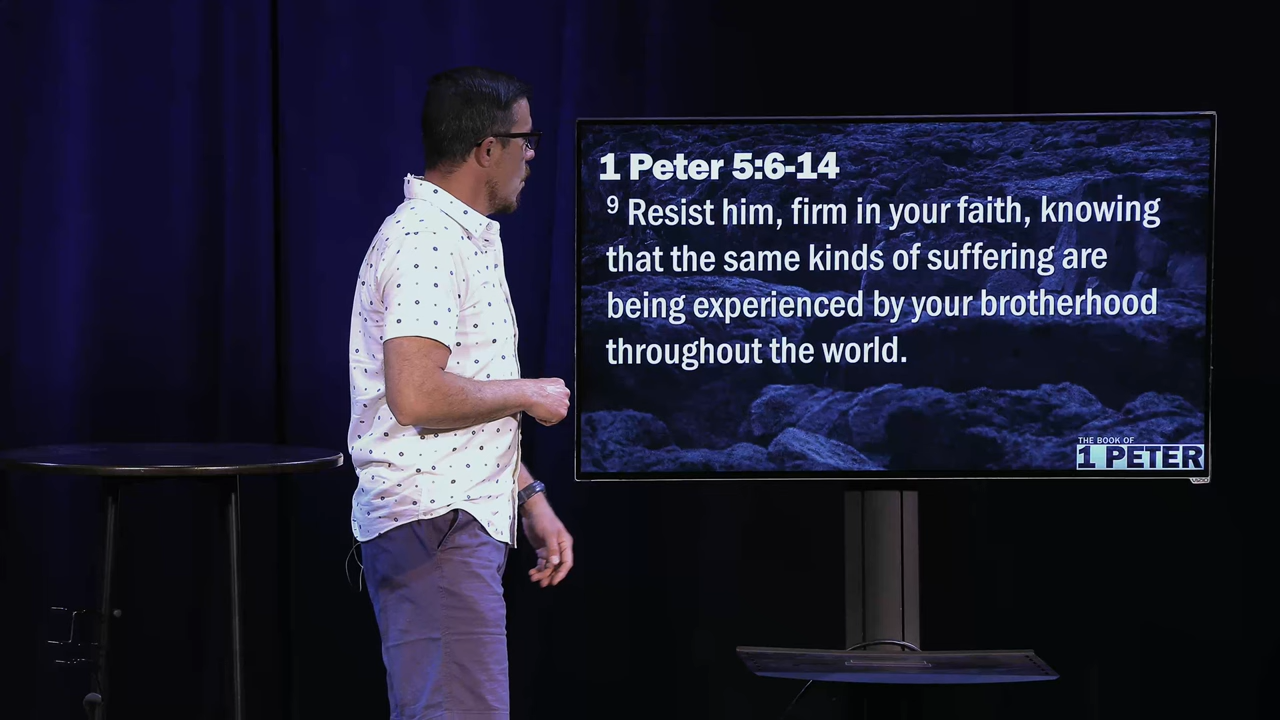 1 Peter 5:6-14
9 Resist him, firm in your faith, knowing
that the same kinds of suffering are
being experienced by your brotherhood
throughout the world.
THE BOOK OF
1 PETER
VIZIO